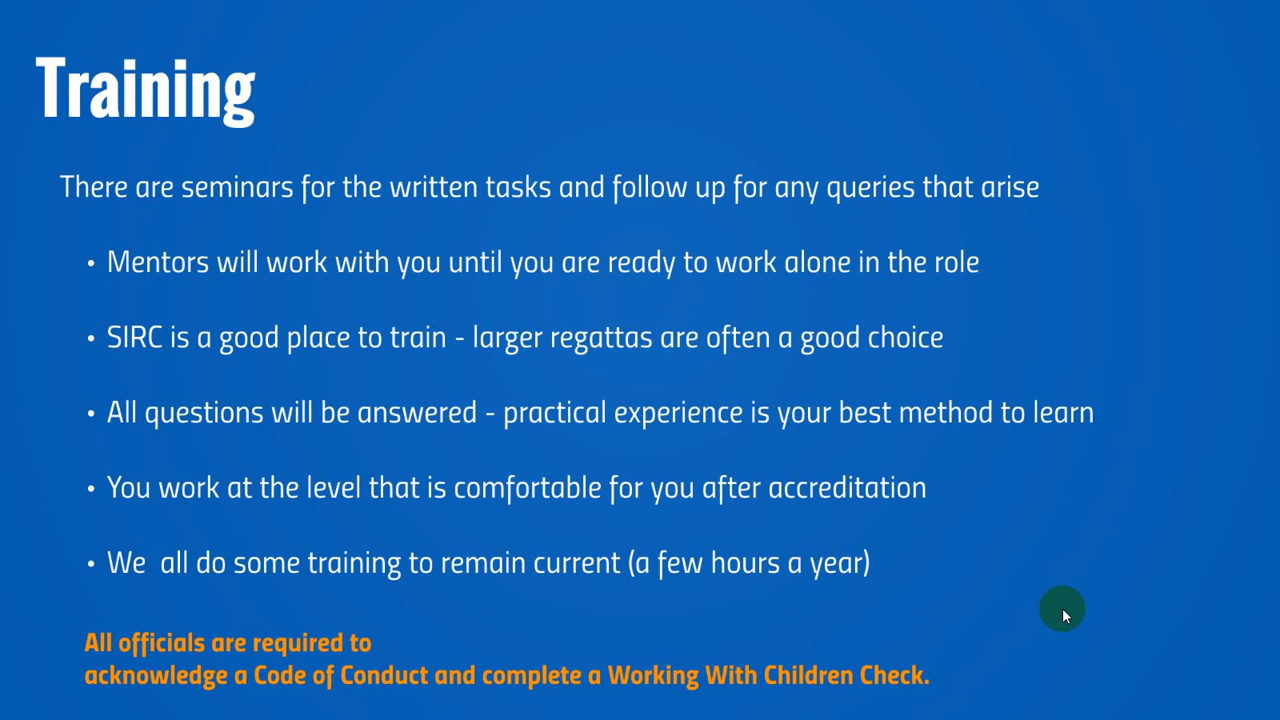 Training
There are seminars for the written tasks and follow up for any queries that arise
• Mentors will work with you until you are ready to work alone in the role
• SIRC is a good place to train - larger regattas are often a good choice
• All questions will be answered - practical experience is your best method to learn
• You work at the level that is comfortable for you after accreditation
• We  all do some training to remain current (a few hours a year)
All officials are required to
acknowledge a Code of Conduct and complete a Working With Children Check.